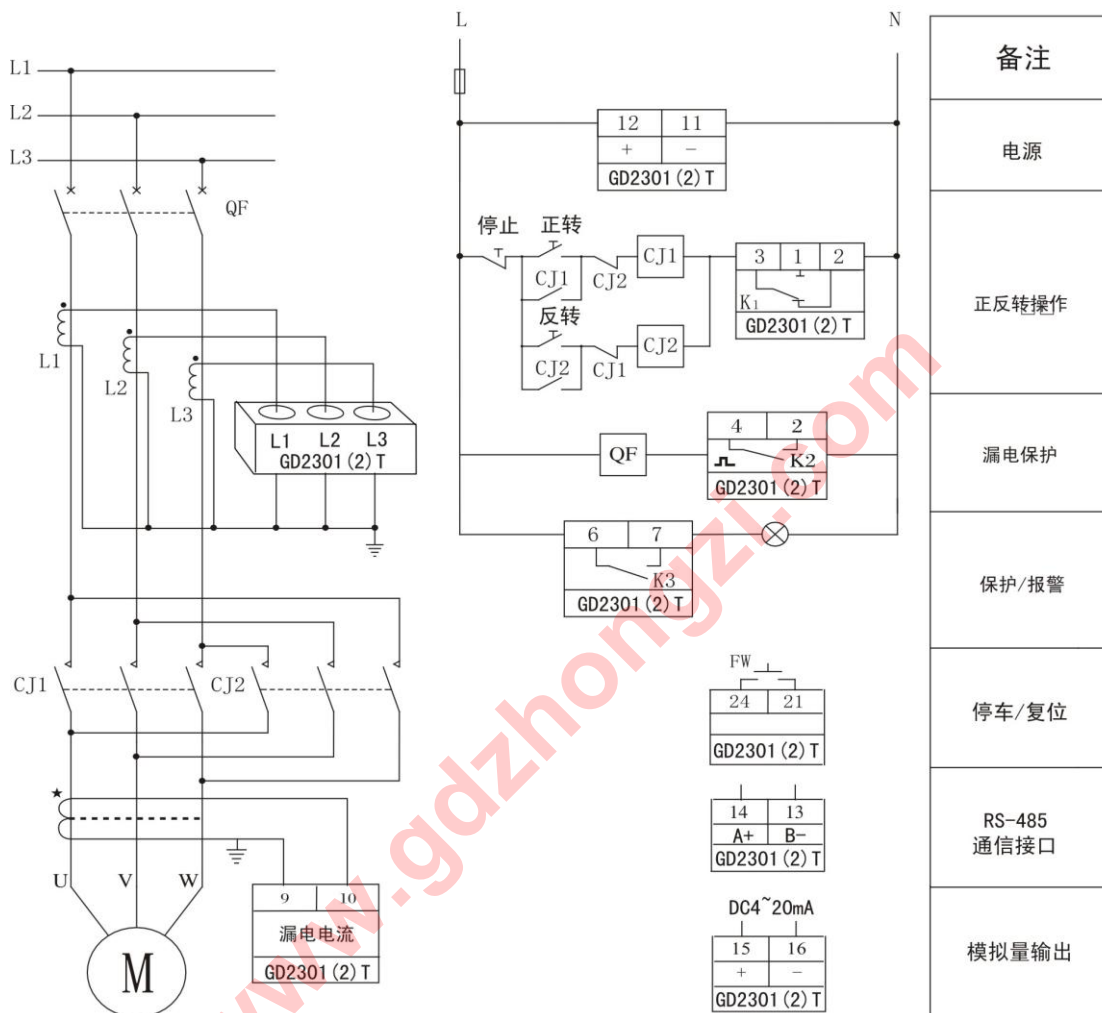 L1
L2
L3
QF
L1
L2
L3
L1 L2 L3
GD2301(2)T
CJ1
CJ2
★
U V W
M
9 10
漏电电流
GD2301(2)T
L N
12 11
+ −
GD2301(2)T
停止 正转
CJ1
CJ1
CJ2
反转
CJ2
CJ2
CJ1
3 1 2
K1
GD2301(2)T
QF
4 2
K2
GD2301(2)T
6 7
K3
GD2301(2)T
FW
24 21
GD2301(2)T
14 13
A+ B-
GD2301(2)T
DC4~20mA
15 16
+ −
GD2301(2)T
备注
电源
正反转操作
漏电保护
保护/报警
停车/复位
RS-485
通信接口
模拟量输出
www.gdzhongzi.com